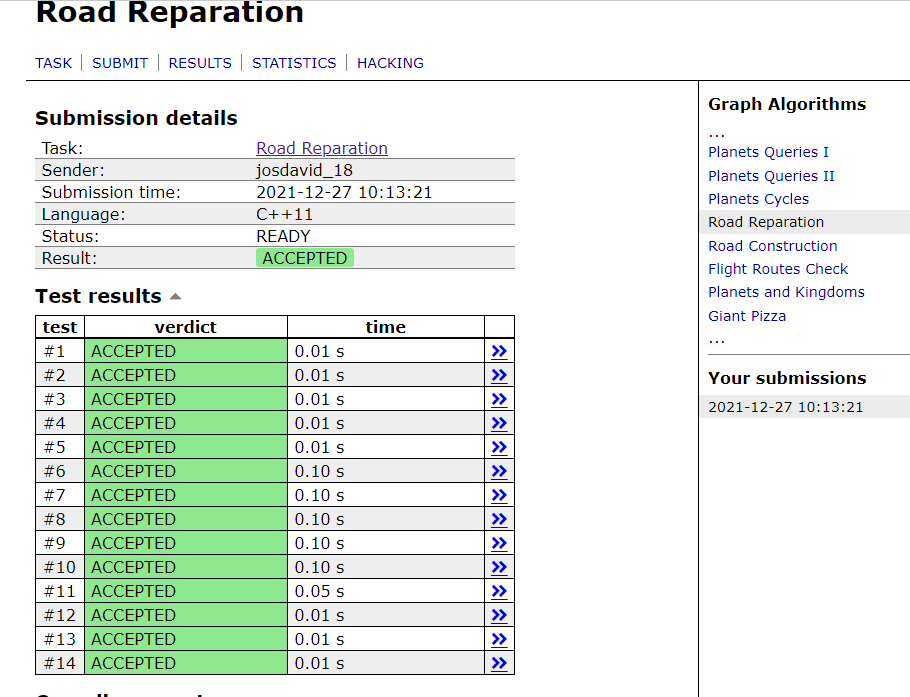 Road Reparation
TASK | SUBMIT | RESULTS | STATISTICS | HACKING
Submission details
Task: Road Reparation
Sender: josdavid_18
Submission time: 2021-12-27 10:13:21
Language: C++11
Status: READY
Result: ACCEPTED
Test results
test verdict time
#1 ACCEPTED 0.01 s »
#2 ACCEPTED 0.01 s »
#3 ACCEPTED 0.01 s »
#4 ACCEPTED 0.01 s »
#5 ACCEPTED 0.01 s »
#6 ACCEPTED 0.10 s »
#7 ACCEPTED 0.10 s »
#8 ACCEPTED 0.10 s »
#9 ACCEPTED 0.10 s »
#10 ACCEPTED 0.10 s »
#11 ACCEPTED 0.05 s »
#12 ACCEPTED 0.01 s »
#13 ACCEPTED 0.01 s »
#14 ACCEPTED 0.01 s »
Graph Algorithms
...
Planets Queries I
Planets Queries II
Planets Cycles
Road Reparation
Road Construction
Flight Routes Check
Planets and Kingdoms
Giant Pizza
...
Your submissions
2021-12-27 10:13:21